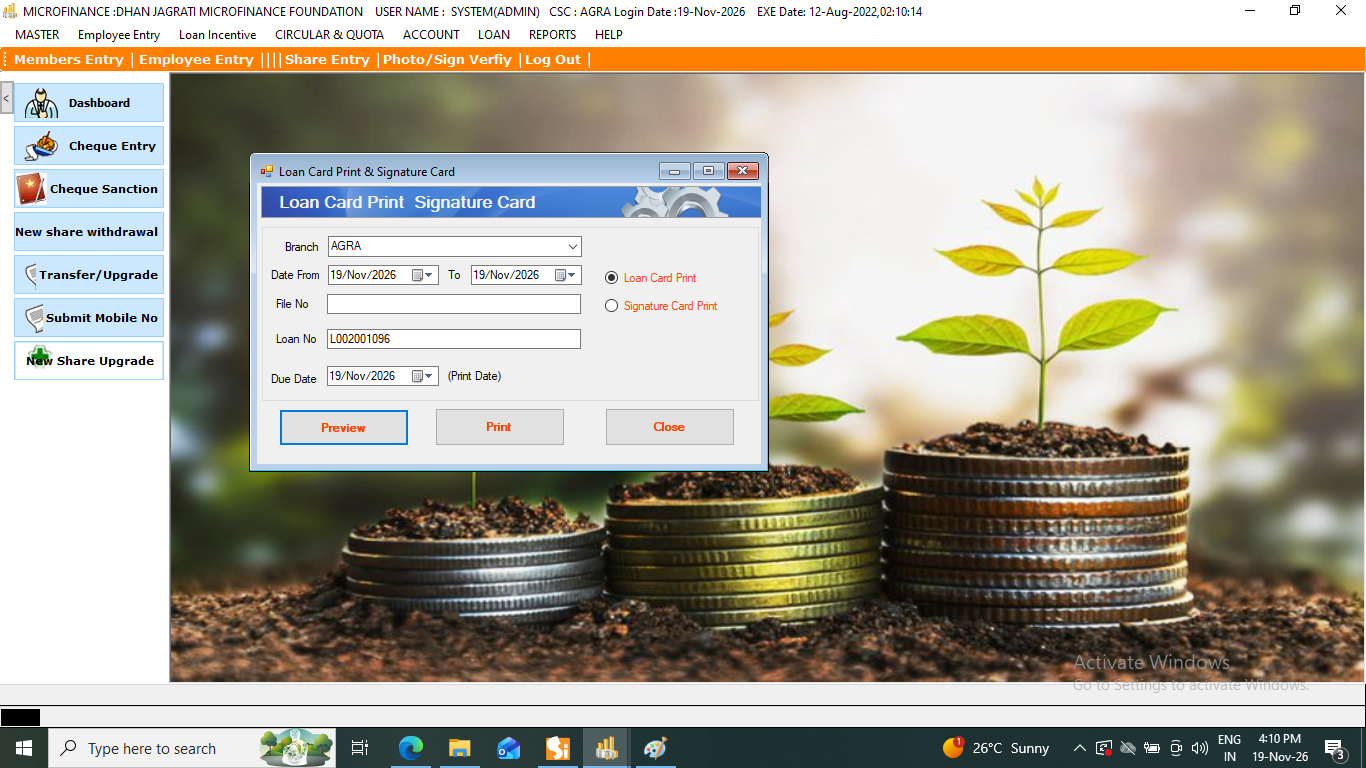 MICROFINANCE :DHAN JAGRATI MICROFINANCE FOUNDATION USER NAME : SYSTEM(ADMIN) CSC : AGRA Login Date :19-Nov-2026 EXE Date: 12-Aug-2022,02:10:14
MASTER Employee Entry Loan Incentive CIRCULAR & QUOTA ACCOUNT LOAN REPORTS HELP
Members Entry | Employee Entry ||||Share Entry |Photo/Sign Verfiy |Log Out |
<
Dashboard
Cheque Entry
Cheque Sanction
New share withdrawal
Transfer/Upgrade
Submit Mobile No
New Share Upgrade
Loan Card Print & Signature Card
Loan Card Print Signature Card
Branch AGRA
Date From 19/Nov/2026 To 19/Nov/2026
Loan Card Print
File No
Signature Card Print
Loan No L002001096
Due Date 19/Nov/2026 (Print Date)
Preview Print Close
Activate Windows
Go to Settings to activate Windows.
Type here to search
1 26°C Sunny
ENG
IN
4:10 PM
19-Nov-26
3